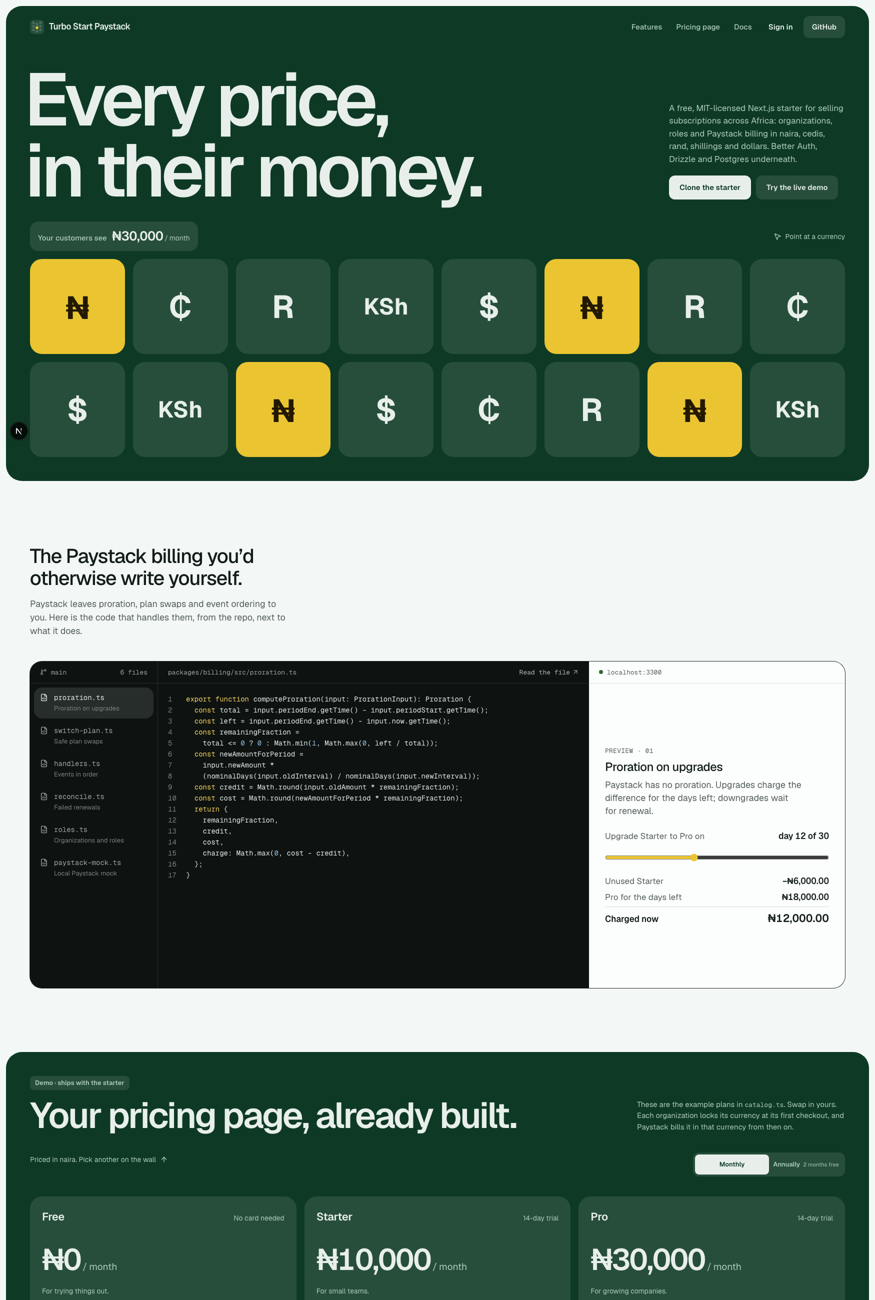 Turbo Start Paystack
Features Pricing page Docs Sign in GitHub
Every price,
in their money.
A free, MIT-licensed Next.js starter for selling
subscriptions across Africa: organizations,
roles and Paystack billing in naira, cedis,
rand, shillings and dollars. Better Auth,
Drizzle and Postgres underneath.
Clone the starter Try the live demo
Your customers see ₦30,000 / month
Point at a currency
₦ ₵ R KSh $ ₦ R ₵
$ KSh ₦ $ ₵ R ₦ KSh
N
The Paystack billing you’d
otherwise write yourself.
Paystack leaves proration, plan swaps and event ordering to
you. Here is the code that handles them, from the repo, next to
what it does.
main 6 files
proration.ts
Proration on upgrades
switch-plan.ts
Safe plan swaps
handlers.ts
Events in order
reconcile.ts
Failed renewals
roles.ts
Organizations and roles
paystack-mock.ts
Local Paystack mock
packages/billing/src/proration.ts Read the file ↗
1 export function computeProration(input: ProrationInput): Proration {
2 const total = input.periodEnd.getTime() - input.periodStart.getTime();
3 const left = input.periodEnd.getTime() - input.now.getTime();
4 const remainingFraction =
5 total <= 0 ? 0 : Math.min(1, Math.max(0, left / total));
6 const newAmountForPeriod =
7 input.newAmount *
8 (nominalDays(input.oldInterval) / nominalDays(input.newInterval));
9 const credit = Math.round(input.oldAmount * remainingFraction);
10 const cost = Math.round(newAmountForPeriod * remainingFraction);
11 return {
12 remainingFraction,
13 credit,
14 cost,
15 charge: Math.max(0, cost - credit),
16 };
17 }
localhost:3300
PREVIEW · 01
Proration on upgrades
Paystack has no proration. Upgrades charge the
difference for the days left; downgrades wait
for renewal.
Upgrade Starter to Pro on day 12 of 30
Unused Starter −₦6,000.00
Pro for the days left ₦18,000.00
Charged now ₦12,000.00
Demo · ships with the starter
Your pricing page, already built.
These are the example plans in catalog.ts. Swap in yours.
Each organization locks its currency at its first checkout, and
Paystack bills it in that currency from then on.
Priced in naira. Pick another on the wall ↑
Monthly Annually 2 months free
Free No card needed
₦0 / month
For trying things out.
Starter 14-day trial
₦10,000 / month
For small teams.
Pro 14-day trial
₦30,000 / month
For growing companies.